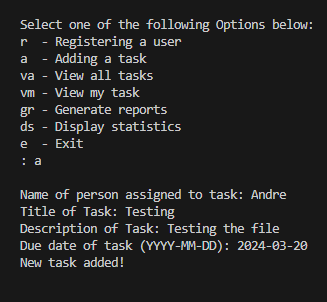 Select one of the following Options below:
r  - Registering a user
a  - Adding a task
va - View all tasks
vm - View my task
gr - Generate reports
ds - Display statistics
e  - Exit
: a

Name of person assigned to task: Andre
Title of Task: Testing
Description of Task: Testing the file
Due date of task (YYYY-MM-DD): 2024-03-20
New task added!